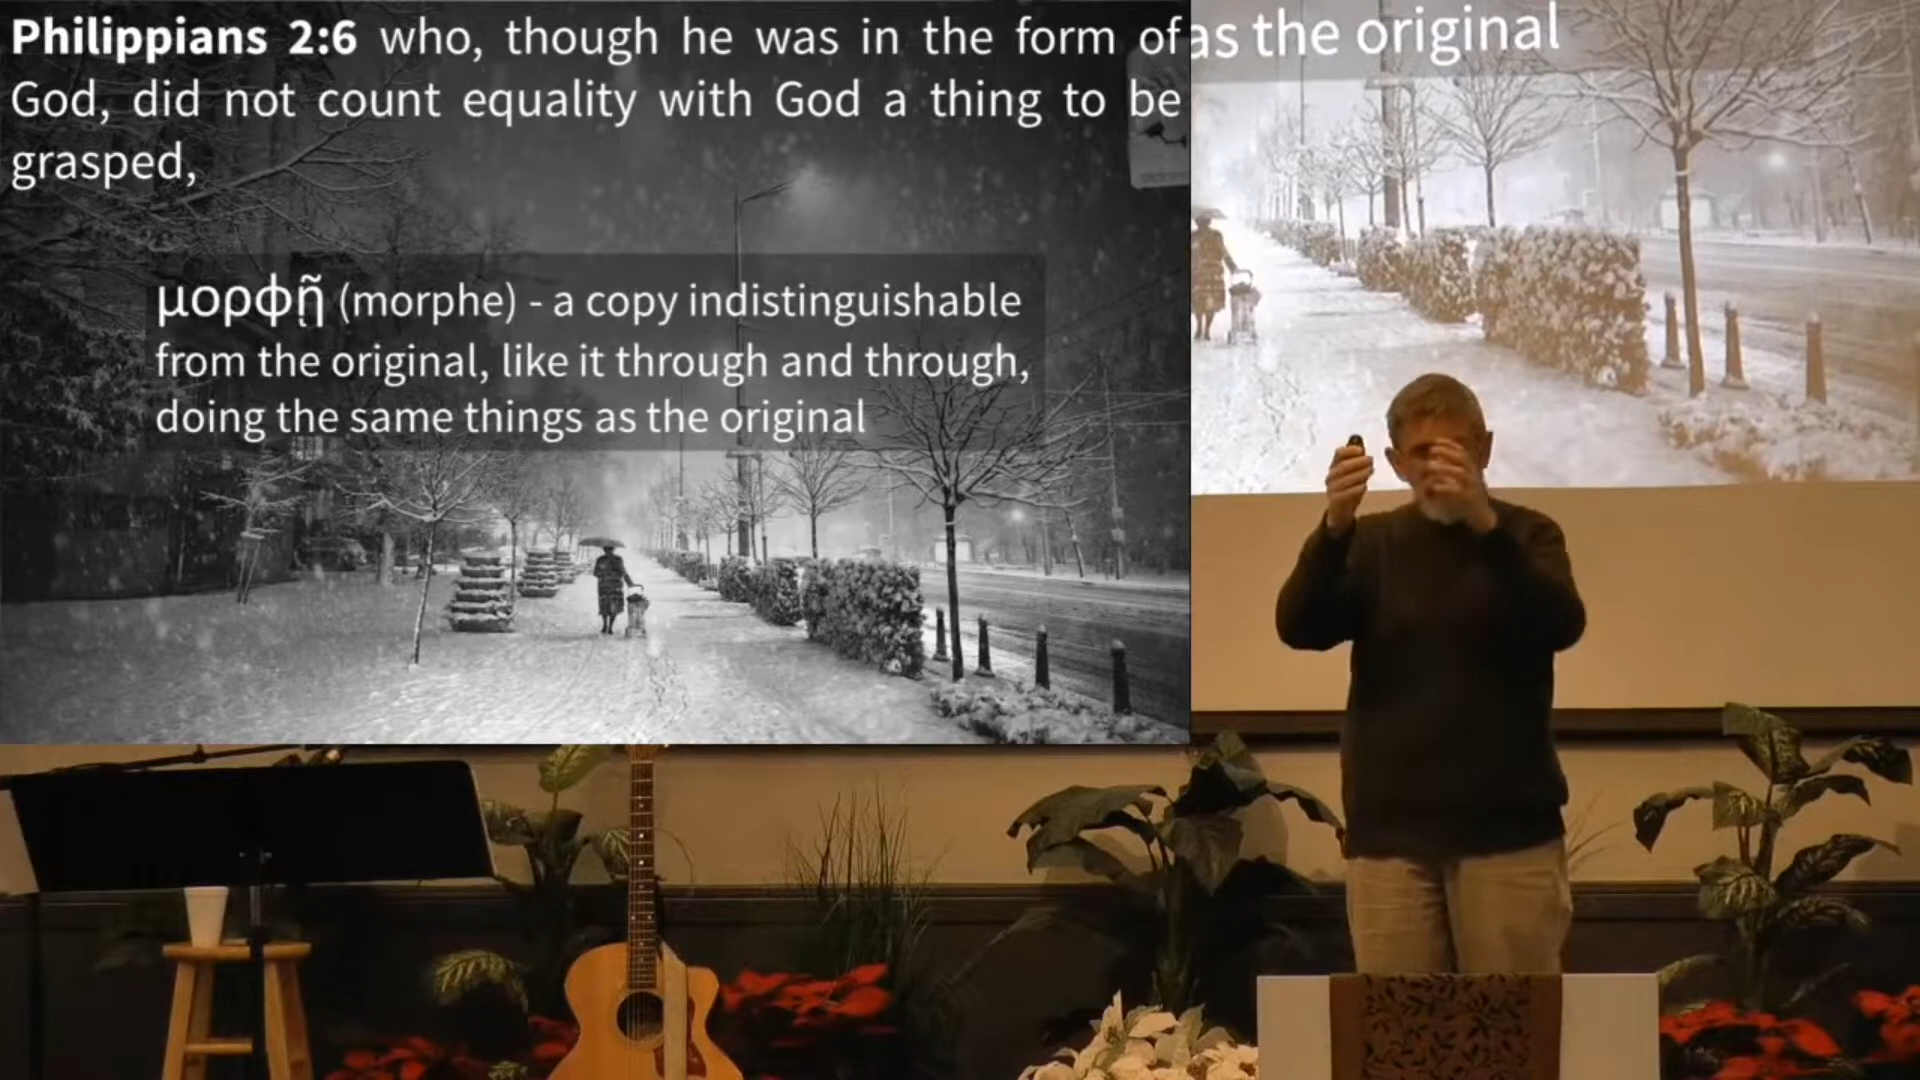 Philippians 2:6 who, though he was in the form of
God, did not count equality with God a thing to be
grasped,
μορφῇ (morphe) - a copy indistinguishable
from the original, like it through and through,
doing the same things as the original
as the original